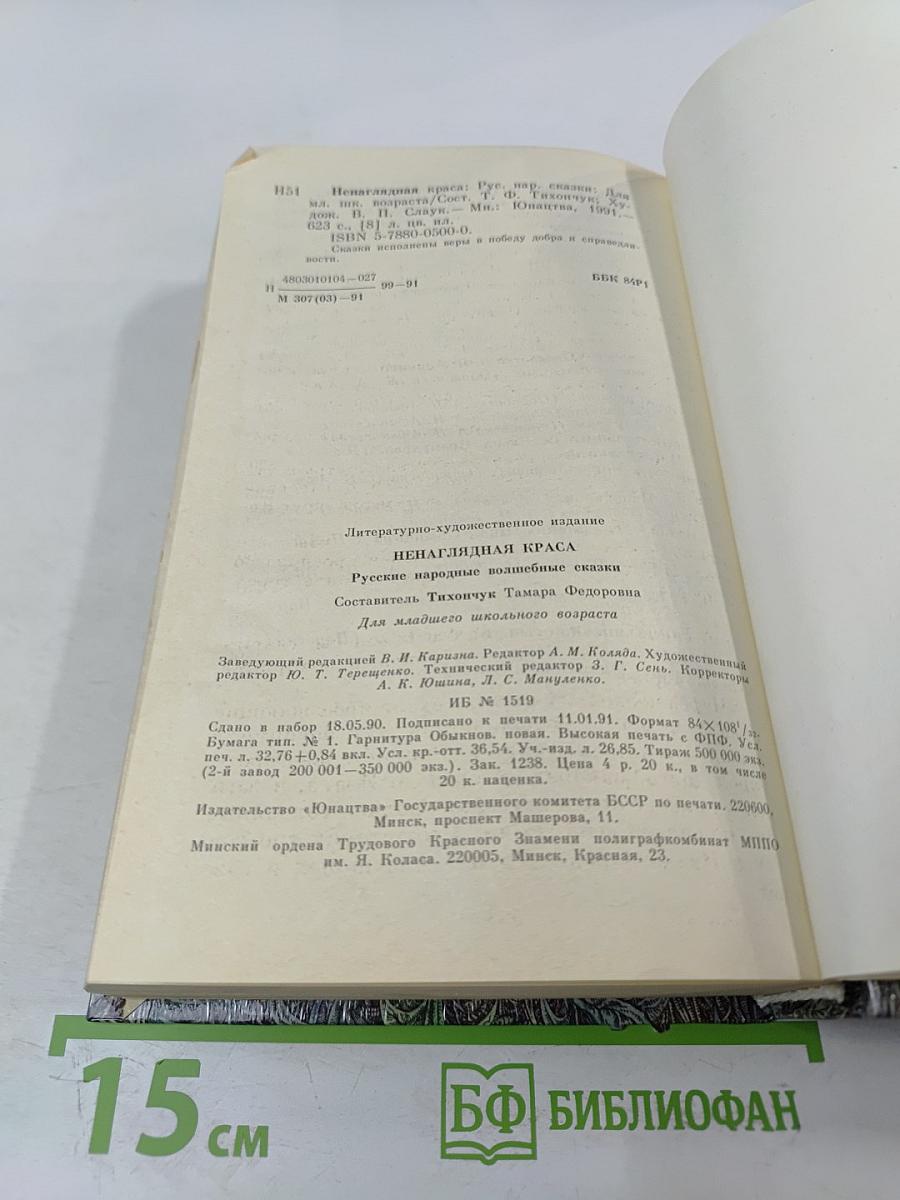 Н51 Ненаглядная краса: Рус. нар. сказки: Для
мл. шк. возраста/Сост. Т. Ф. Тихончук; Ху-
дож. В. П. Слаук.— Мн.: Юнацтва, 1991.—
623 с., [8] л. цв. ил.
ISBN 5-7880-0500-0.
Сказки исполнены веры в победу добра и справедли-
вости.
Н 4803010104—027 99—91 ББК 84Р1
М 307(03)—91
Литературно-художественное издание
НЕНАГЛЯДНАЯ КРАСА
Русские народные волшебные сказки
Составитель Тихончук Тамара Федоровна
Для младшего школьного возраста
Заведующий редакцией В. И. Каризна. Редактор А. М. Коляда. Художественный
редактор Ю. Т. Терещенко. Технический редактор З. Г. Сень. Корректоры
А. К. Юшина, Л. С. Мануленко.
ИБ № 1519
Сдано в набор 18.05.90. Подписано к печати 11.01.91. Формат 84×108¹/₃₂.
Бумага тип. № 1. Гарнитура Обыкнов. новая. Высокая печать с ФПФ. Усл.
печ. л. 32,76+0,84 вкл. Усл. кр.-отт. 36,54. Уч.-изд. л. 26,85. Тираж 500 000 экз.
(2-й завод 200 001—350 000 экз.). Зак. 1238. Цена 4 р. 20 к., в том числе
20 к. наценка.
Издательство «Юнацтва» Государственного комитета БССР по печати. 220600,
Минск, проспект Машерова, 11.
Минский ордена Трудового Красного Знамени полиграфкомбинат МППО
им. Я. Коласа. 220005, Минск, Красная, 23.
15 см БФ БИБЛИОФАН